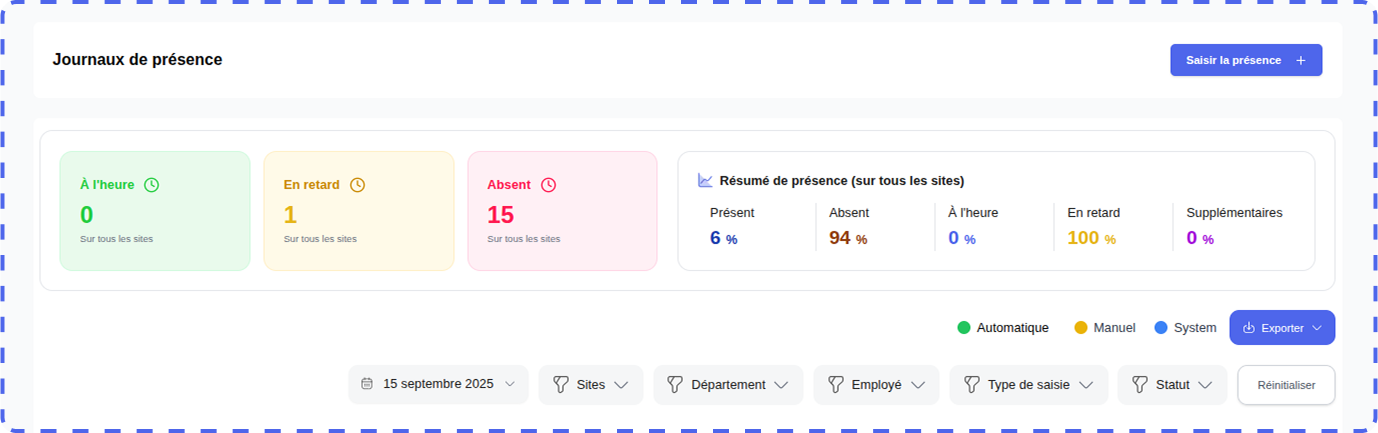 Journaux de présence
Saisir la présence
À l'heure
0
Sur tous les sites
En retard
1
Sur tous les sites
Absent
15
Sur tous les sites
Résumé de présence (sur tous les sites)
Présent Absent À l'heure En retard Supplémentaires
6 % 94 % 0 % 100 % 0 %
Automatique Manuel System Exporter
15 septembre 2025 Sites Département Employé Type de saisie Statut Réinitialiser